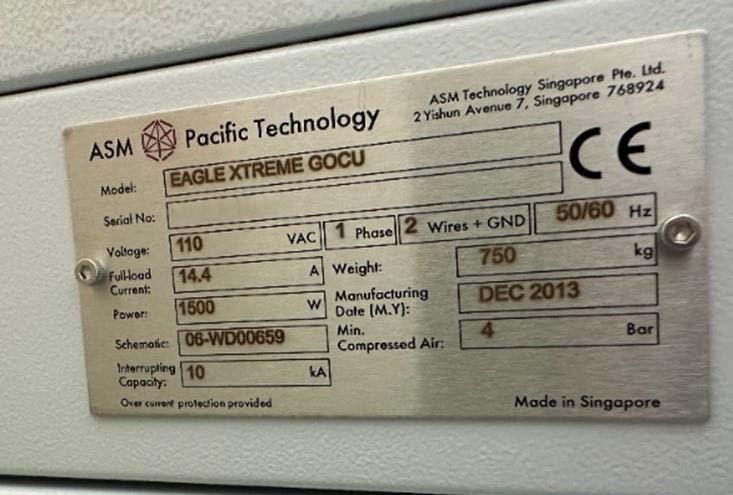 ASM Pacific Technology
ASM Technology Singapore Pte. Ltd.
2 Yishun Avenue 7, Singapore 768924
CE
Model: EAGLE XTREME GOCU
Serial No:
Voltage: 110 VAC 1 Phase 2 Wires + GND 50/60 Hz
Full-load Current: 14.4 A
Weight: 750 kg
Power: 1500 W
Manufacturing Date (M.Y): DEC 2013
Schematic: 06-WD00659
Min. Compressed Air: 4 Bar
Interrupting Capacity: 10 kA
Over current protection provided
Made in Singapore